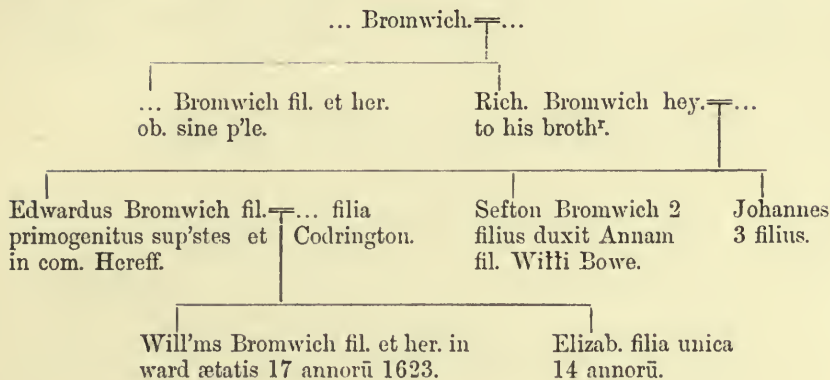 ... Bromwich.=...
... Bromwich fil. et her.
ob. sine p'le.
Rich. Bromwich hey.=...
to his brothʳ.
Edwardus Bromwich fil.=... filia
primogenitus sup'stes et Codrington.
in com. Hereff.
Sefton Bromwich 2
filius duxit Annam
fil. Willi Bowe.
Johannes
3 filius.
Will'ms Bromwich fil. et her. in
ward ætatis 17 annorū 1623.
Elizab. filia unica
14 annorū.